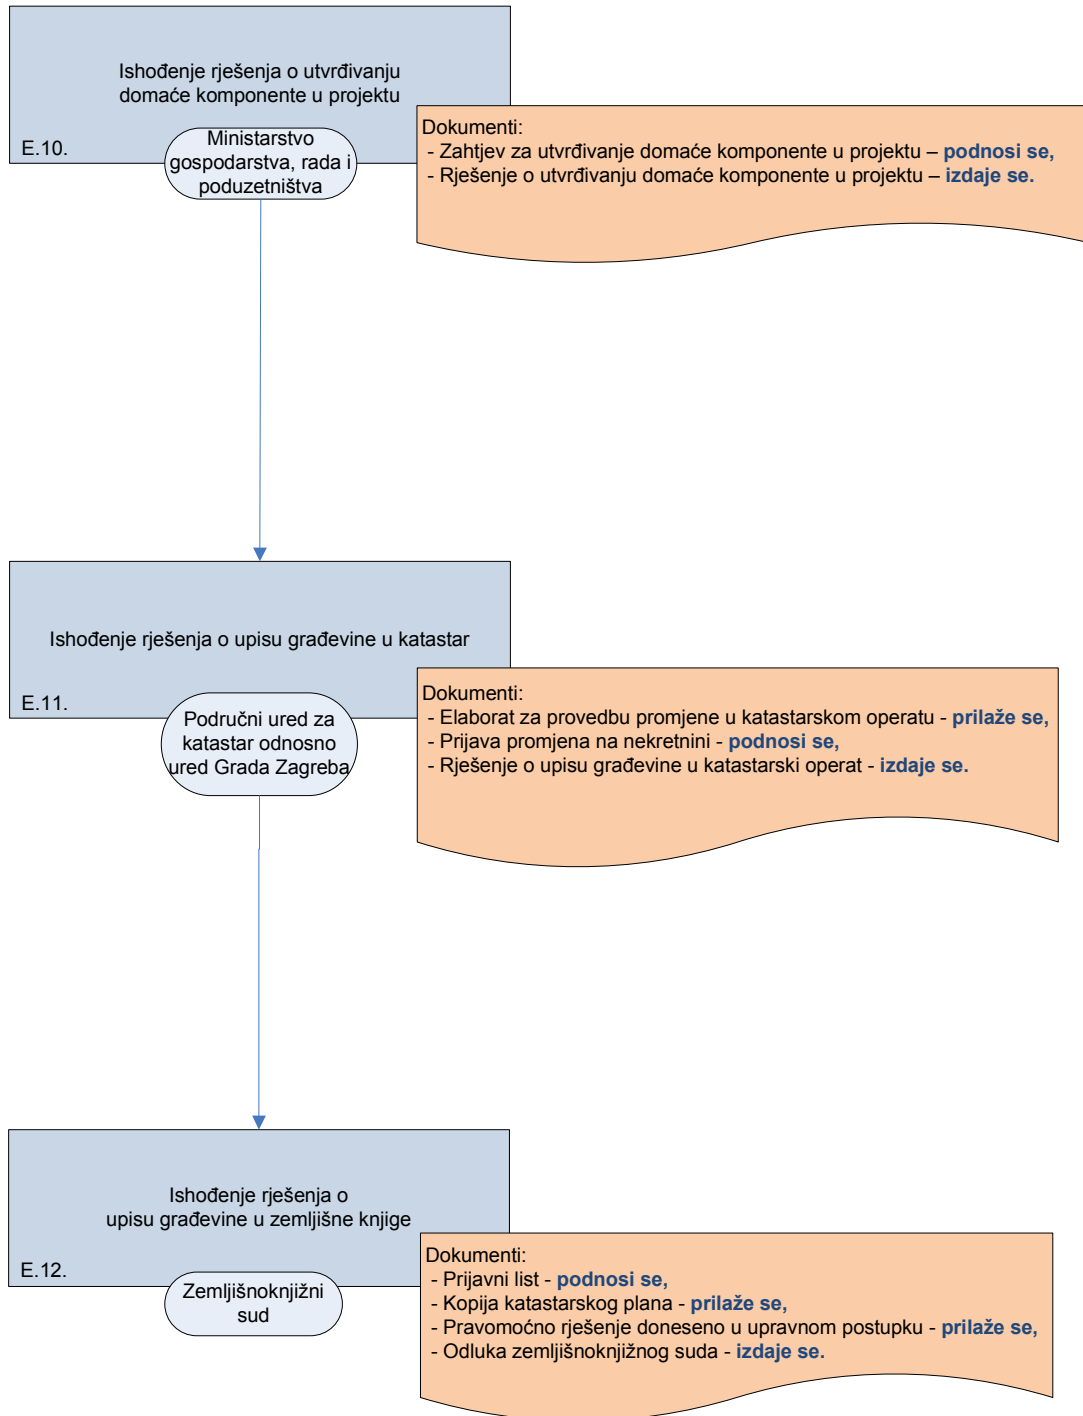 Ishođenje rješenja o utvrđivanju
domaće komponente u projektu
E.10.
Ministarstvo
gospodarstva, rada i
poduzetništva
Dokumenti:
- Zahtjev za utvrđivanje domaće komponente u projektu – podnosi se,
- Rješenje o utvrđivanju domaće komponente u projektu – izdaje se.
Ishođenje rješenja o upisu građevine u katastar
E.11.
Područni ured za
katastar odnosno
ured Grada Zagreba
Dokumenti:
- Elaborat za provedbu promjene u katastarskom operatu - prilaže se,
- Prijava promjena na nekretnini - podnosi se,
- Rješenje o upisu građevine u katastarski operat - izdaje se.
Ishođenje rješenja o
upisu građevine u zemljišne knjige
E.12.
Zemljišnoknjižni
sud
Dokumenti:
- Prijavni list - podnosi se,
- Kopija katastarskog plana - prilaže se,
- Pravomoćno rješenje doneseno u upravnom postupku - prilaže se,
- Odluka zemljišnoknjižnog suda - izdaje se.